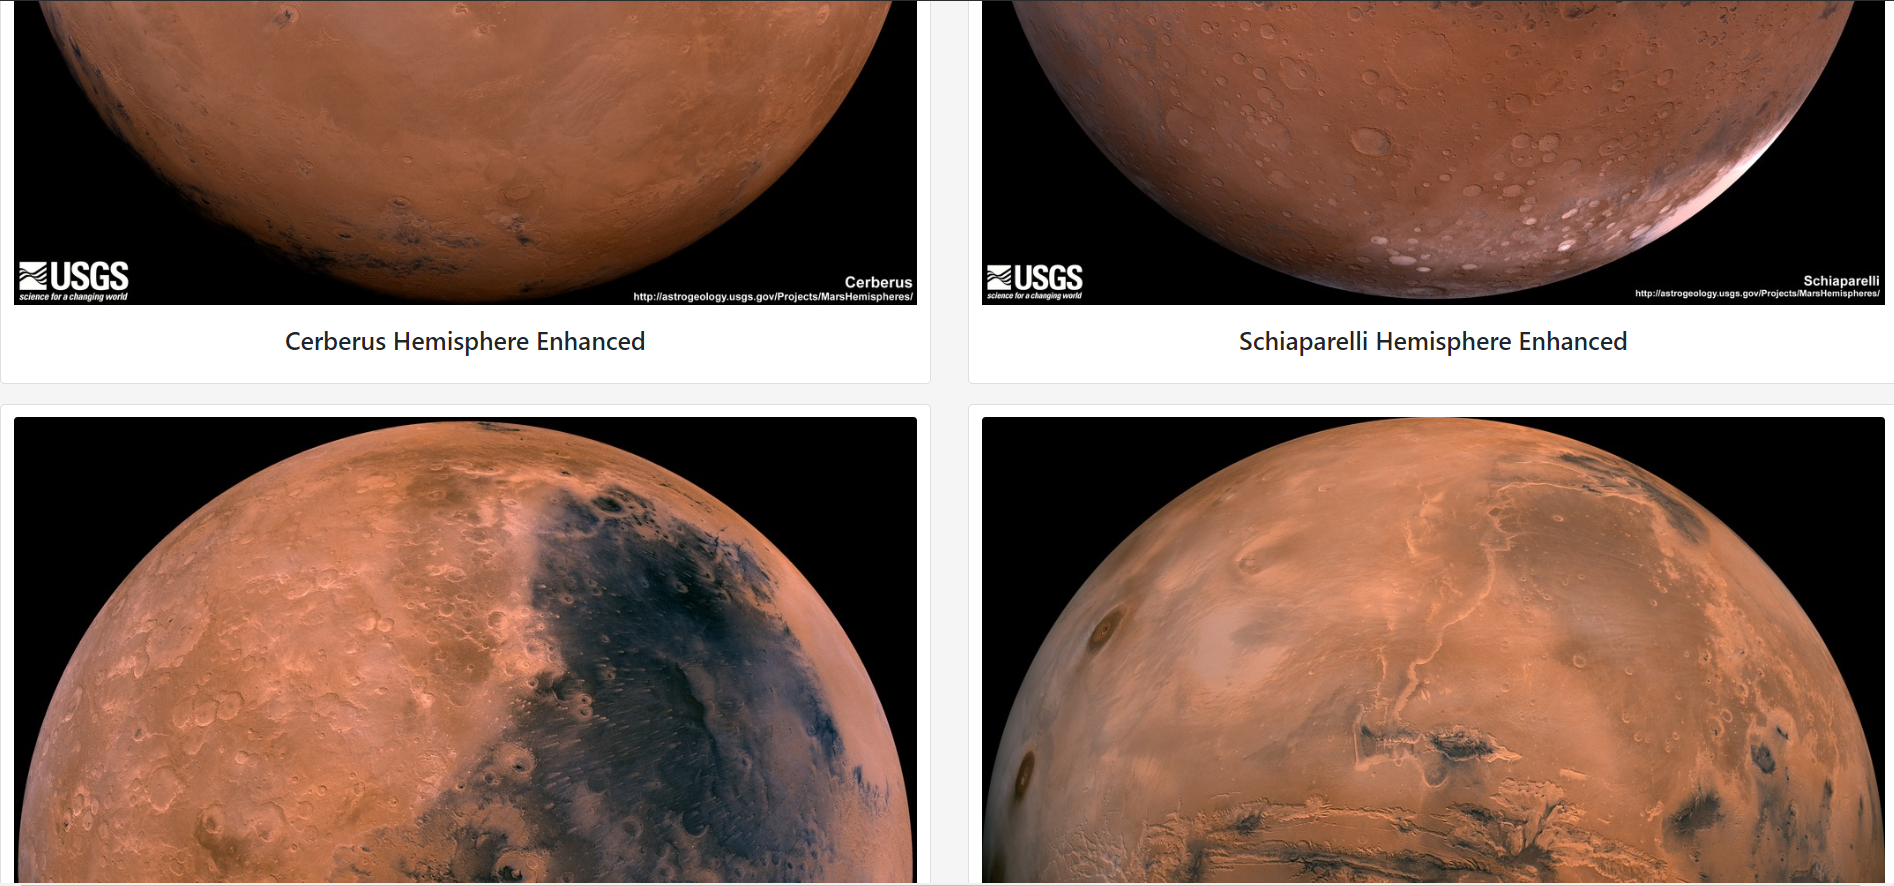 USGS
science for a changing world
Cerberus
http://astrogeology.usgs.gov/Projects/MarsHemispheres/
Cerberus Hemisphere Enhanced
USGS
science for a changing world
Schiaparelli
http://astrogeology.usgs.gov/Projects/MarsHemispheres/
Schiaparelli Hemisphere Enhanced